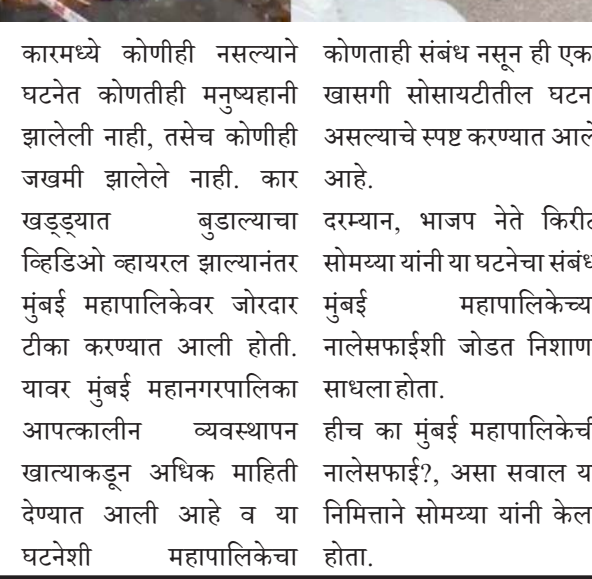 कारमध्ये कोणीही नसल्याने
घटनेत कोणतीही मनुष्यहानी
झालेली नाही, तसेच कोणीही
जखमी झालेले नाही. कार
खड्ड्यात बुडाल्याचा
व्हिडिओ व्हायरल झाल्यानंतर
मुंबई महापालिकेवर जोरदार
टीका करण्यात आली होती.
यावर मुंबई महानगरपालिका
आपत्कालीन व्यवस्थापन
खात्याकडून अधिक माहिती
देण्यात आली आहे व या
घटनेशी महापालिकेचा
कोणताही संबंध नसून ही एक
खासगी सोसायटीतील घटन
असल्याचे स्पष्ट करण्यात आले
आहे.
दरम्यान, भाजप नेते किरीट
सोमय्या यांनी या घटनेचा संबंध
मुंबई महापालिकेच्य
नालेसफाईशी जोडत निशाण
साधला होता.
हीच का मुंबई महापालिकेची
नालेसफाई?, असा सवाल य
निमित्ताने सोमय्या यांनी केल
होता.